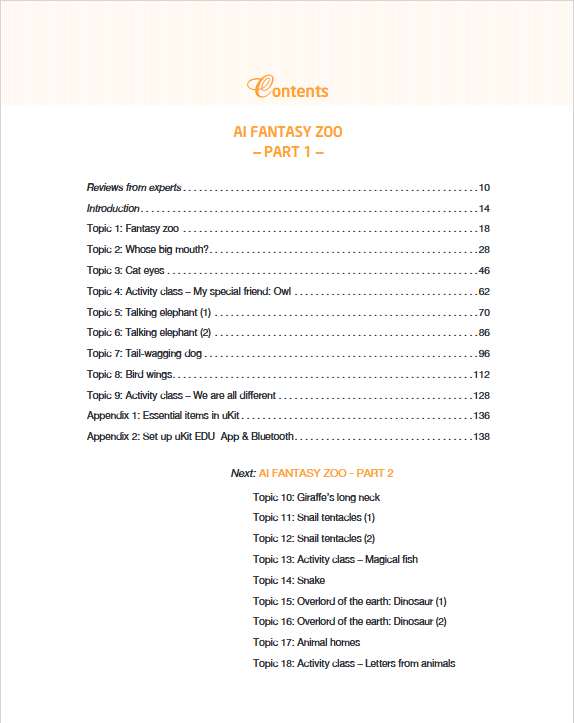 Contents
AI FANTASY ZOO
– PART 1 –
Reviews from experts . . . . . . . . . . . . . . . . . . . . . . . . . . . . . . . . . . . . . . . . . . . . . . . . . . . . . . . . . 10
Introduction . . . . . . . . . . . . . . . . . . . . . . . . . . . . . . . . . . . . . . . . . . . . . . . . . . . . . . . . . . . . . . . . . 14
Topic 1: Fantasy zoo . . . . . . . . . . . . . . . . . . . . . . . . . . . . . . . . . . . . . . . . . . . . . . . . . . . . . . . . . 18
Topic 2: Whose big mouth? . . . . . . . . . . . . . . . . . . . . . . . . . . . . . . . . . . . . . . . . . . . . . . . . . . . . 28
Topic 3: Cat eyes . . . . . . . . . . . . . . . . . . . . . . . . . . . . . . . . . . . . . . . . . . . . . . . . . . . . . . . . . . . . 46
Topic 4: Activity class – My special friend: Owl . . . . . . . . . . . . . . . . . . . . . . . . . . . . . . . . . . . . 62
Topic 5: Talking elephant (1) . . . . . . . . . . . . . . . . . . . . . . . . . . . . . . . . . . . . . . . . . . . . . . . . . . . 70
Topic 6: Talking elephant (2) . . . . . . . . . . . . . . . . . . . . . . . . . . . . . . . . . . . . . . . . . . . . . . . . . . . 86
Topic 7: Tail-wagging dog . . . . . . . . . . . . . . . . . . . . . . . . . . . . . . . . . . . . . . . . . . . . . . . . . . . . . 96
Topic 8: Bird wings . . . . . . . . . . . . . . . . . . . . . . . . . . . . . . . . . . . . . . . . . . . . . . . . . . . . . . . . . . 112
Topic 9: Activity class – We are all different . . . . . . . . . . . . . . . . . . . . . . . . . . . . . . . . . . . . . . 128
Appendix 1: Essential items in uKit . . . . . . . . . . . . . . . . . . . . . . . . . . . . . . . . . . . . . . . . . . . . . 136
Appendix 2: Set up uKit EDU App & Bluetooth . . . . . . . . . . . . . . . . . . . . . . . . . . . . . . . . . . . 138
Next: AI FANTASY ZOO - PART 2
Topic 10: Giraffe's long neck
Topic 11: Snail tentacles (1)
Topic 12: Snail tentacles (2)
Topic 13: Activity class – Magical fish
Topic 14: Snake
Topic 15: Overlord of the earth: Dinosaur (1)
Topic 16: Overlord of the earth: Dinosaur (2)
Topic 17: Animal homes
Topic 18: Activity class – Letters from animals